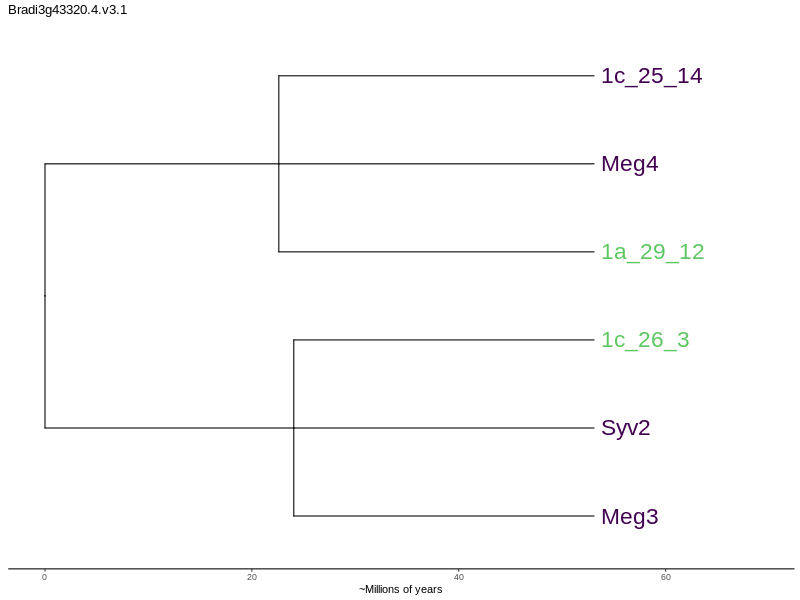 Bradi3g43320.4.v3.1
1c_25_14
Meg4
1a_29_12
1c_26_3
Syv2
Meg3
0 20 40 60
~Millions of years